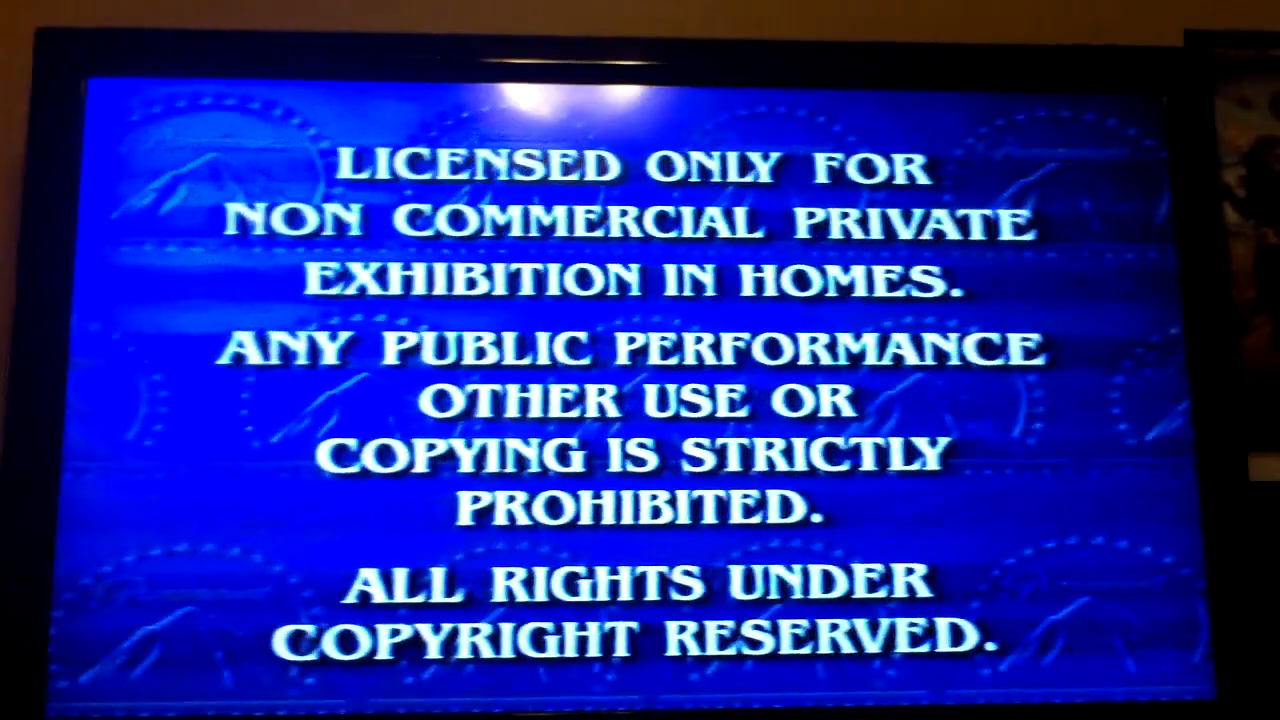 LICENSED ONLY FOR
NON COMMERCIAL PRIVATE
EXHIBITION IN HOMES.
ANY PUBLIC PERFORMANCE
OTHER USE OR
COPYING IS STRICTLY
PROHIBITED.
ALL RIGHTS UNDER
COPYRIGHT RESERVED.